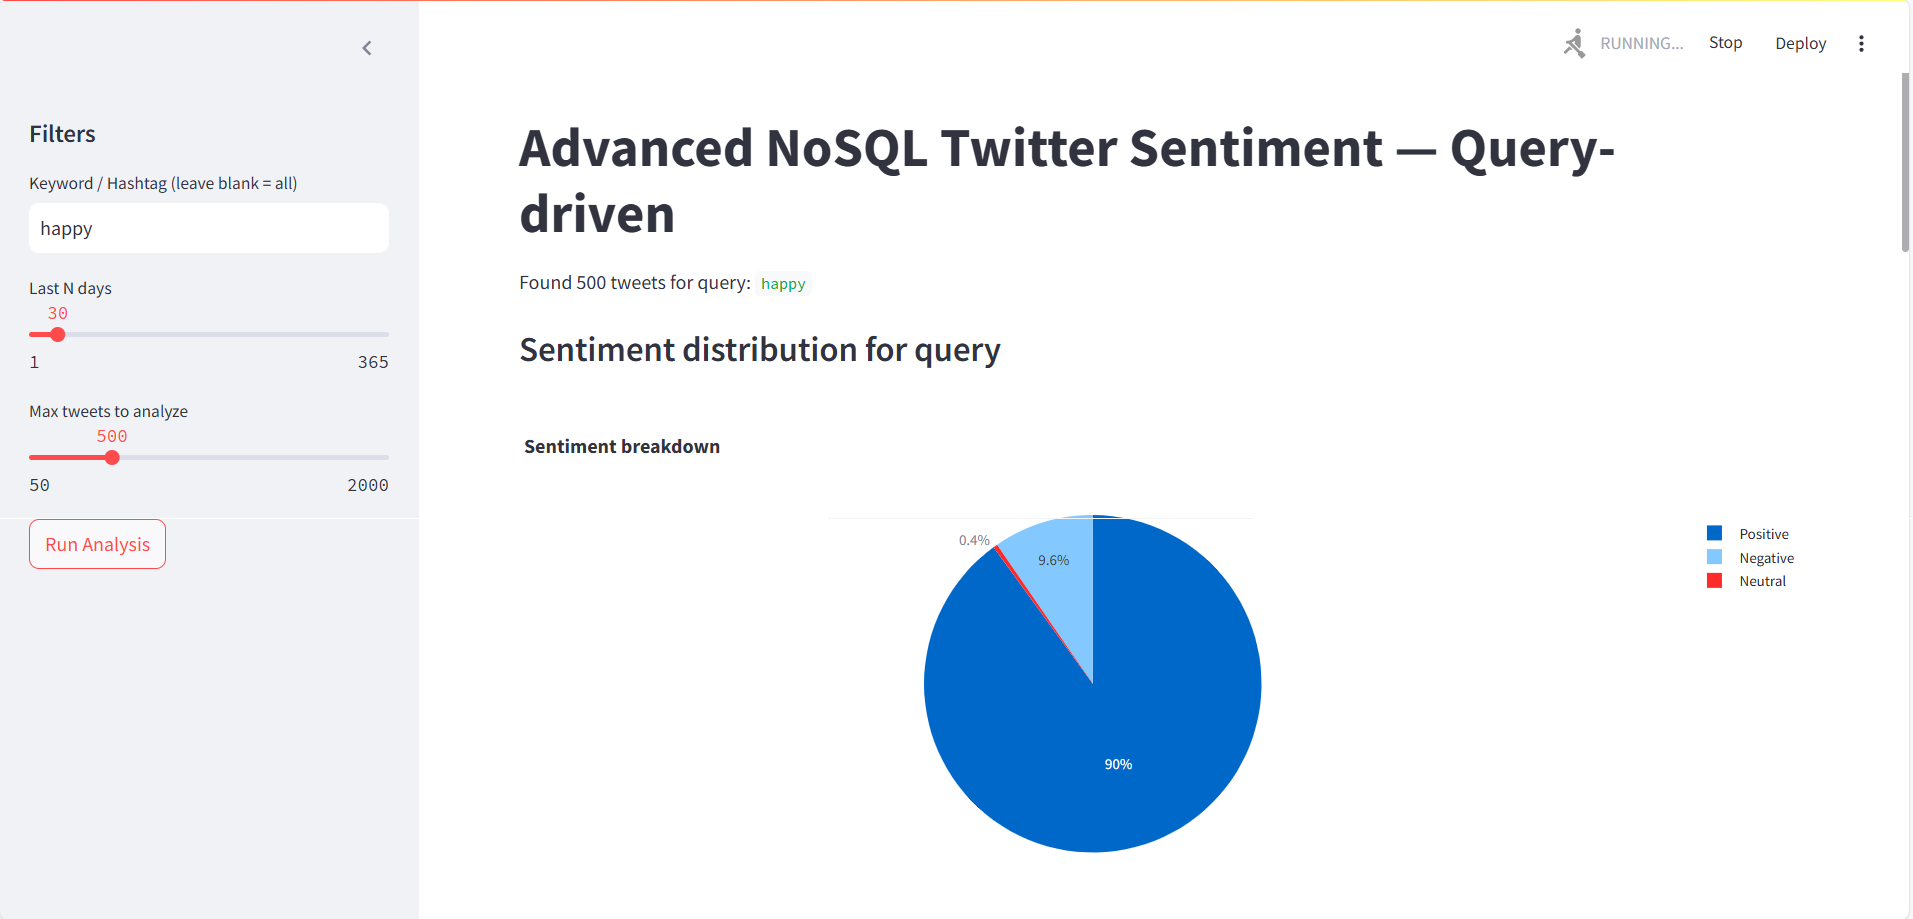 RUNNING...
Stop
Deploy
Filters
Keyword / Hashtag (leave blank = all)
happy
Last N days
30
1
365
Max tweets to analyze
500
50
2000
Run Analysis
Advanced NoSQL Twitter Sentiment — Query-
driven
Found 500 tweets for query: happy
Sentiment distribution for query
Sentiment breakdown
0.4%
9.6%
90%
Positive
Negative
Neutral